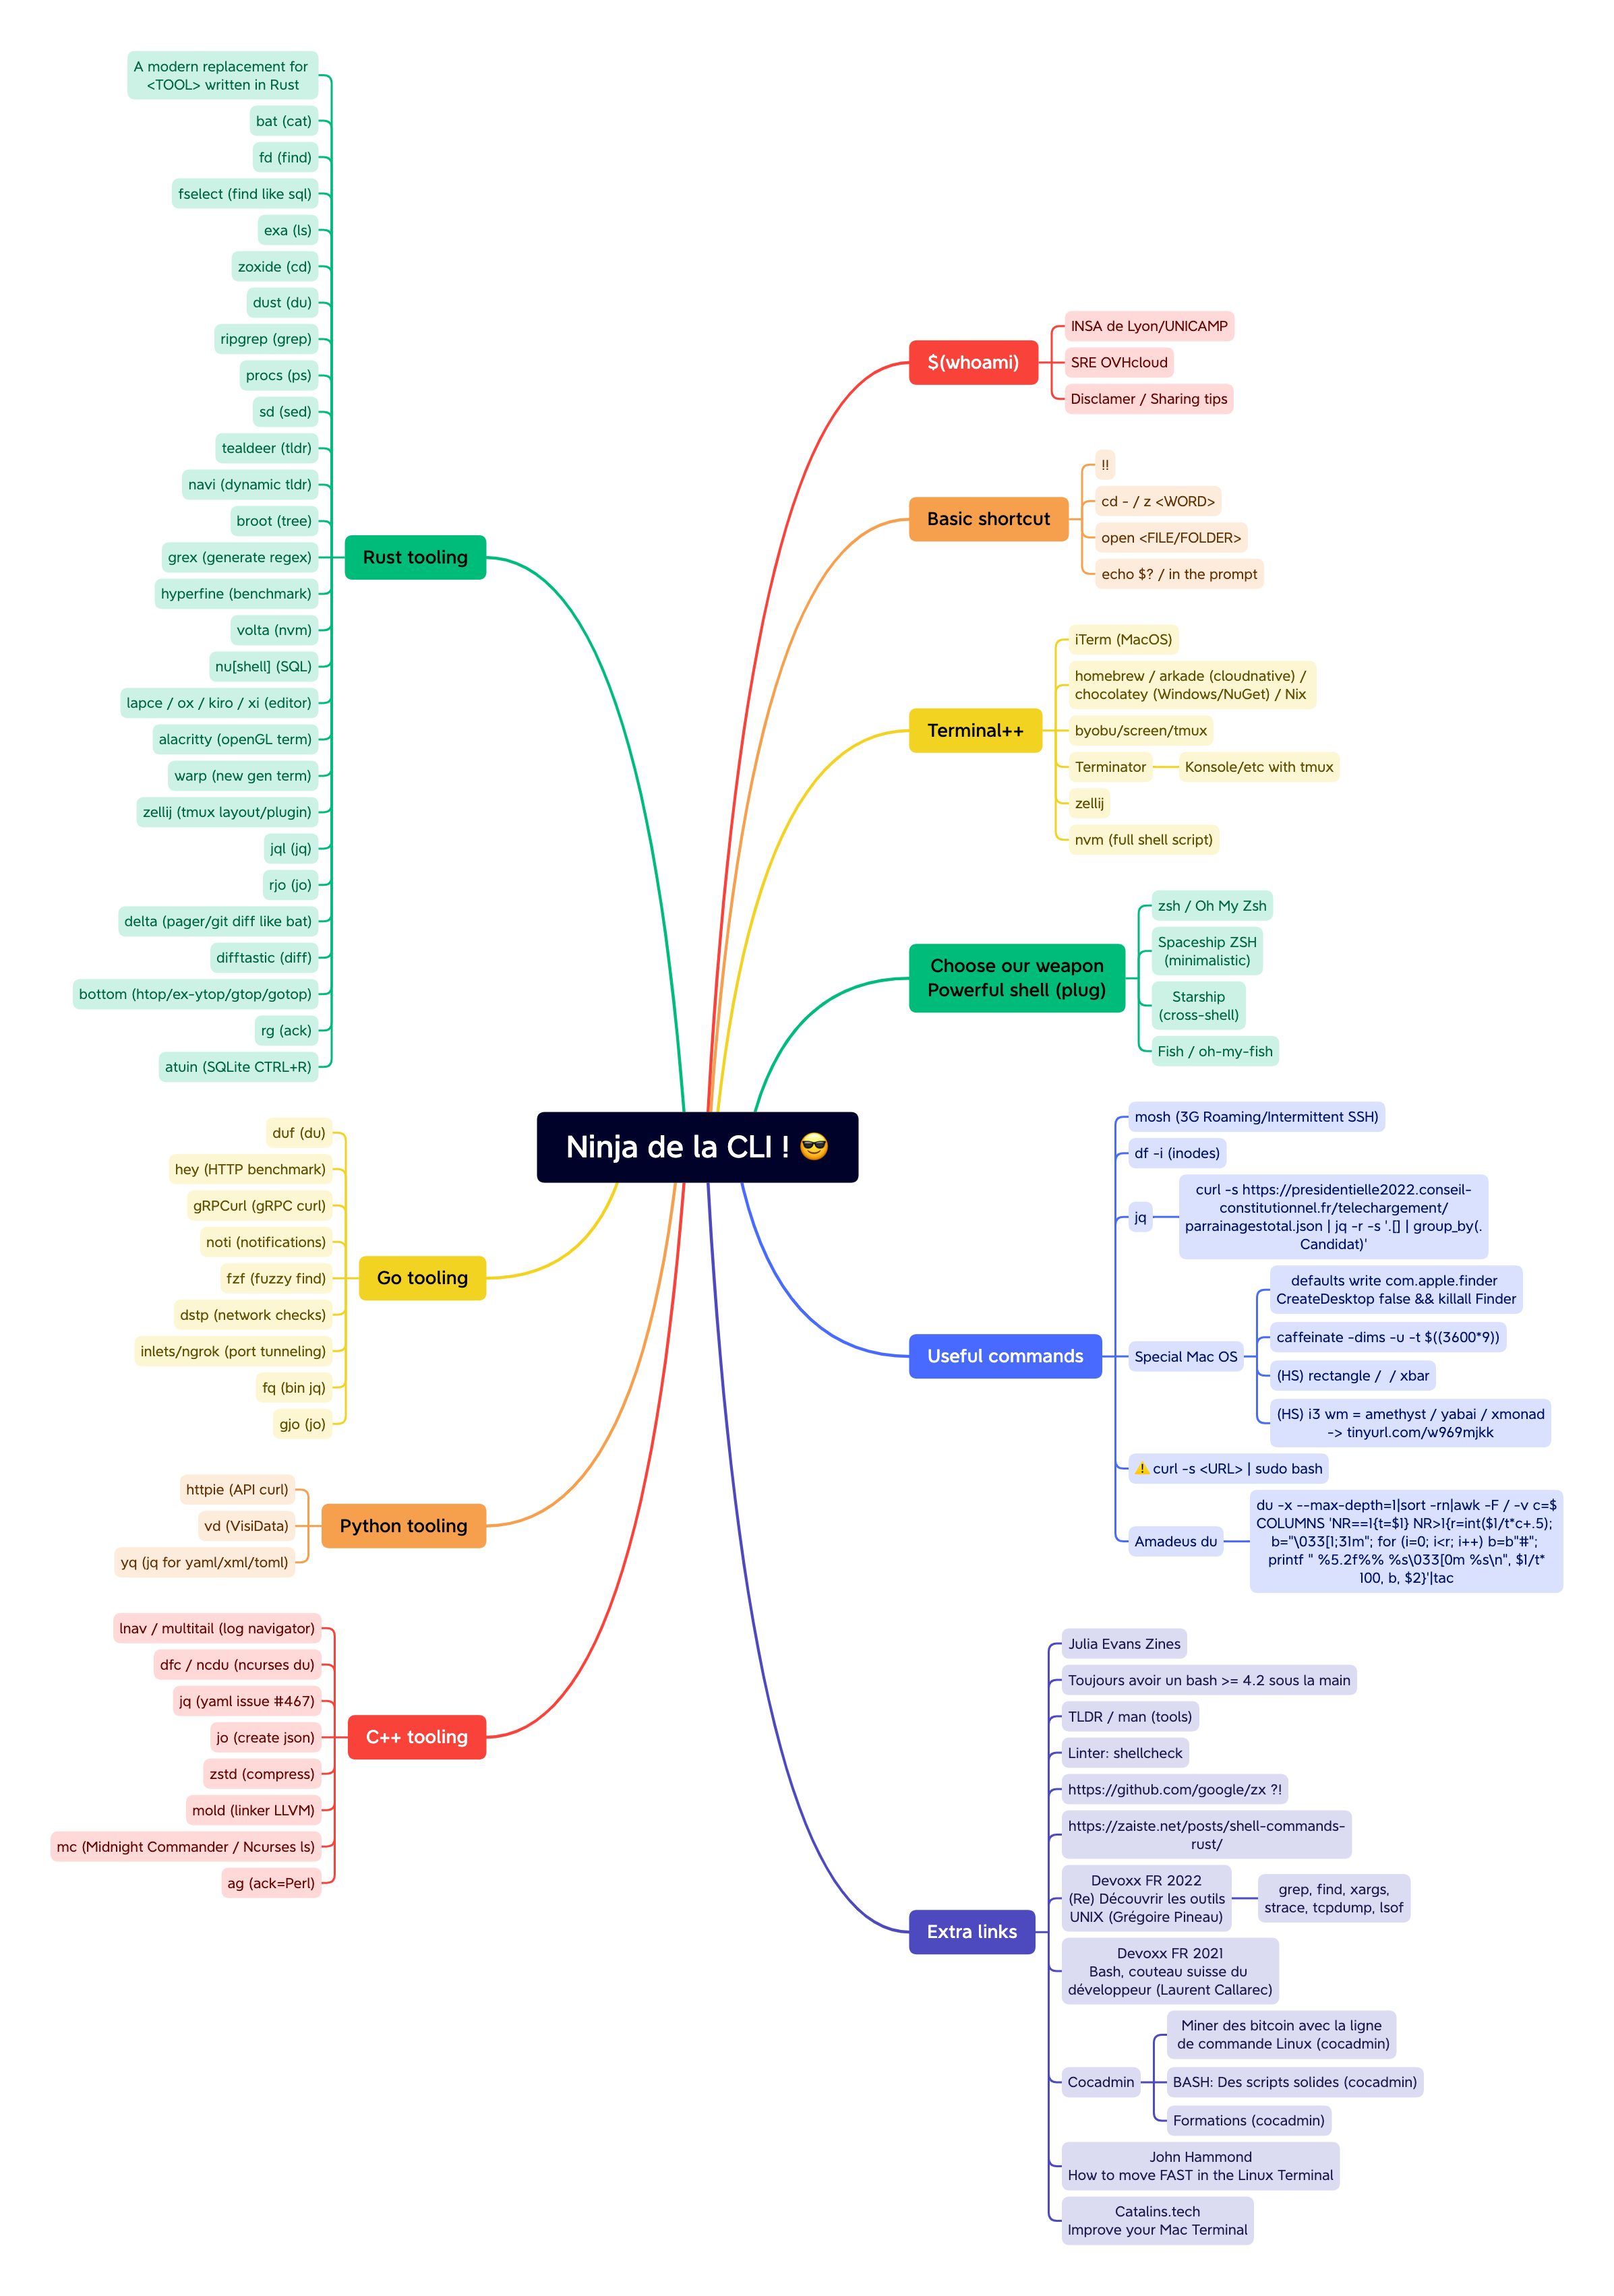 Ninja de la CLI ! 😎
$(whoami)
INSA de Lyon/UNICAMP
SRE OVHcloud
Disclamer / Sharing tips
Basic shortcut
!!
cd - / z <WORD>
open <FILE/FOLDER>
echo $? / in the prompt
Terminal++
iTerm (MacOS)
homebrew / arkade (cloudnative) /
chocolatey (Windows/NuGet) / Nix
byobu/screen/tmux
Terminator
Konsole/etc with tmux
zellij
nvm (full shell script)
Choose our weapon
Powerful shell (plug)
zsh / Oh My Zsh
Spaceship ZSH
(minimalistic)
Starship
(cross-shell)
Fish / oh-my-fish
Useful commands
mosh (3G Roaming/Intermittent SSH)
df -i (inodes)
jq
curl -s https://presidentielle2022.conseil-
constitutionnel.fr/telechargement/
parrainagestotal.json | jq -r -s '.[] | group_by(.
Candidat)'
Special Mac OS
defaults write com.apple.finder
CreateDesktop false && killall Finder
caffeinate -dims -u -t $((3600*9))
(HS) rectangle /  / xbar
(HS) i3 wm = amethyst / yabai / xmonad
-> tinyurl.com/w969mjkk
⚠️ curl -s <URL> | sudo bash
Amadeus du
du -x --max-depth=1|sort -rn|awk -F / -v c=$
COLUMNS 'NR==1{t=$1} NR>1{r=int($1/t*c+.5);
b="\033[1;31m"; for (i=0; i<r; i++) b=b"#";
printf " %5.2f%% %s\033[0m %s\n", $1/t*
100, b, $2}'|tac
Extra links
Julia Evans Zines
Toujours avoir un bash >= 4.2 sous la main
TLDR / man (tools)
Linter: shellcheck
https://github.com/google/zx ?!
https://zaiste.net/posts/shell-commands-
rust/
Devoxx FR 2022
(Re) Découvrir les outils
UNIX (Grégoire Pineau)
grep, find, xargs,
strace, tcpdump, lsof
Devoxx FR 2021
Bash, couteau suisse du
développeur (Laurent Callarec)
Cocadmin
Miner des bitcoin avec la ligne
de commande Linux (cocadmin)
BASH: Des scripts solides (cocadmin)
Formations (cocadmin)
John Hammond
How to move FAST in the Linux Terminal
Catalins.tech
Improve your Mac Terminal
Rust tooling
A modern replacement for
<TOOL> written in Rust
bat (cat)
fd (find)
fselect (find like sql)
exa (ls)
zoxide (cd)
dust (du)
ripgrep (grep)
procs (ps)
sd (sed)
tealdeer (tldr)
navi (dynamic tldr)
broot (tree)
grex (generate regex)
hyperfine (benchmark)
volta (nvm)
nu[shell] (SQL)
lapce / ox / kiro / xi (editor)
alacritty (openGL term)
warp (new gen term)
zellij (tmux layout/plugin)
jql (jq)
rjo (jo)
delta (pager/git diff like bat)
difftastic (diff)
bottom (htop/ex-ytop/gtop/gotop)
rg (ack)
atuin (SQLite CTRL+R)
Go tooling
duf (du)
hey (HTTP benchmark)
gRPCurl (gRPC curl)
noti (notifications)
fzf (fuzzy find)
dstp (network checks)
inlets/ngrok (port tunneling)
fq (bin jq)
gjo (jo)
Python tooling
httpie (API curl)
vd (VisiData)
yq (jq for yaml/xml/toml)
C++ tooling
lnav / multitail (log navigator)
dfc / ncdu (ncurses du)
jq (yaml issue #467)
jo (create json)
zstd (compress)
mold (linker LLVM)
mc (Midnight Commander / Ncurses ls)
ag (ack=Perl)